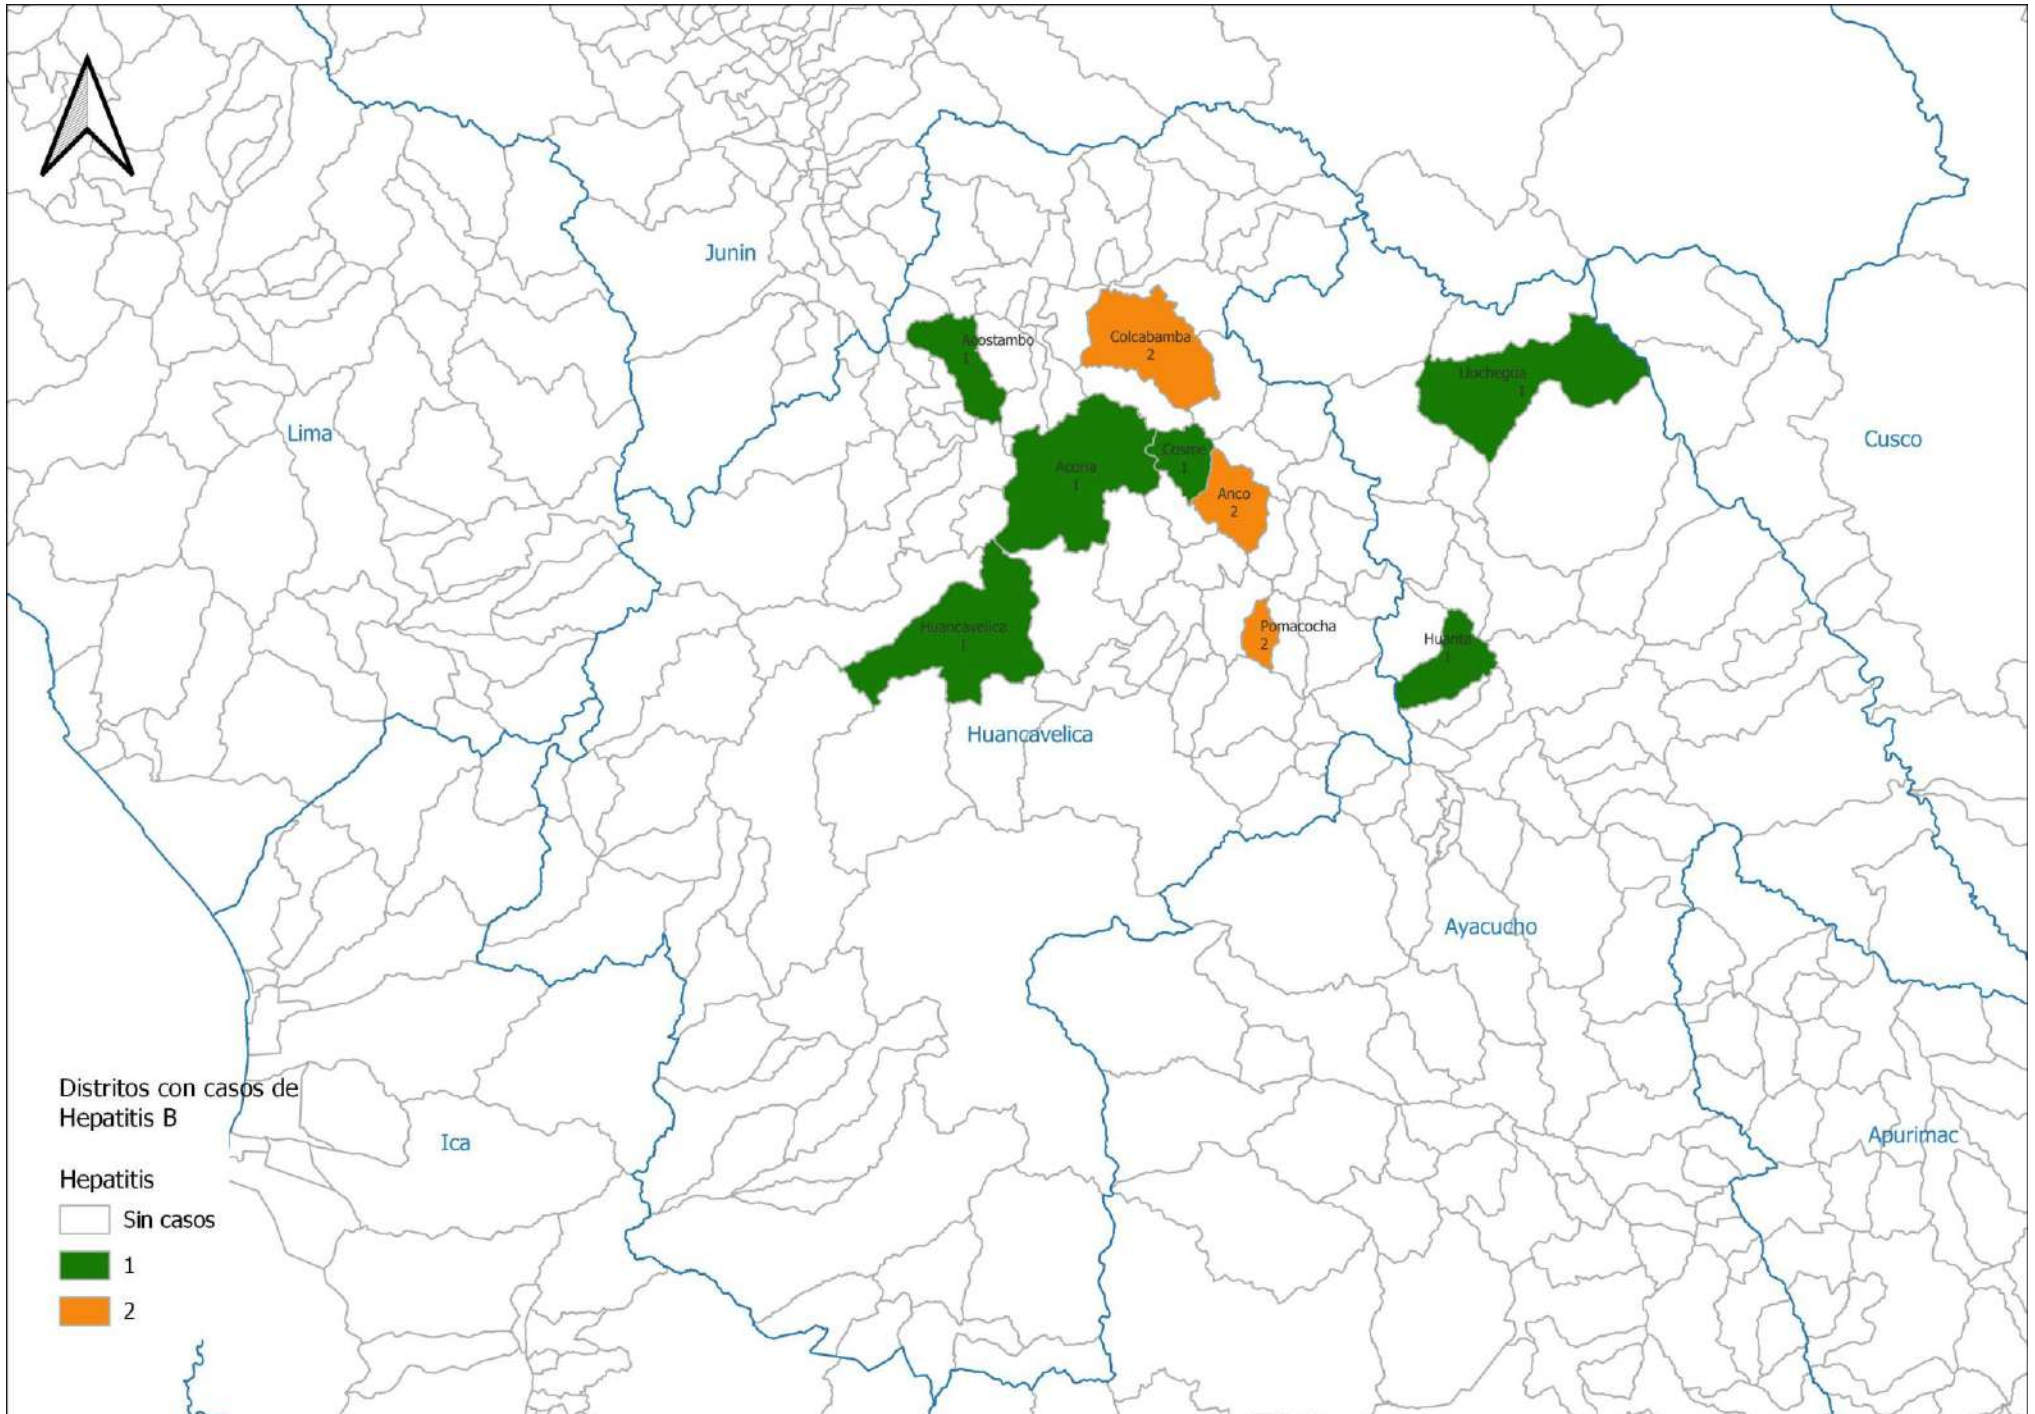 Junin
Acostambo
1
Colcabamba
2
Llochegua
1
Lima
Cusco
Cosme
1
Acoria
1
Anco
2
Huancavelica
1
Pomacocha
2
Huanta
1
Huancavelica
Ayacucho
Distritos con casos de
Hepatitis B
Ica
Apurimac
Hepatitis
Sin casos
1
2